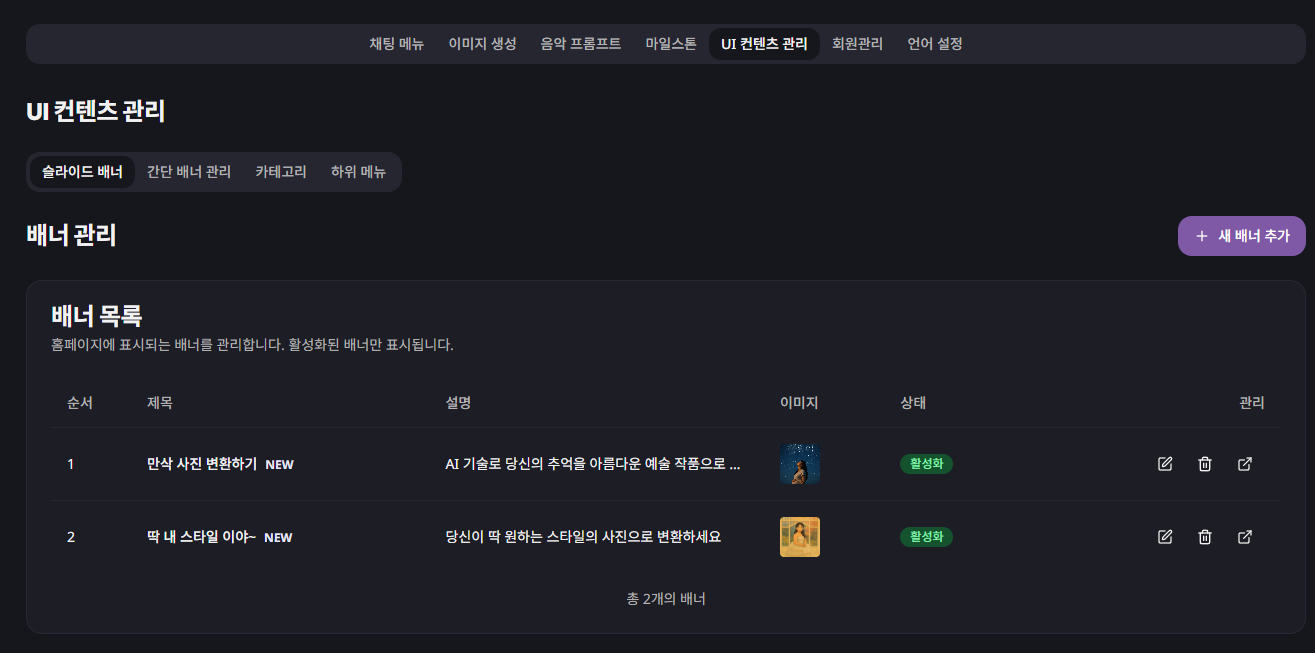 채팅 메뉴 이미지 생성 음악 프롬프트 마일스톤 UI 컨텐츠 관리 회원관리 언어 설정
UI 컨텐츠 관리
슬라이드 배너 간단 배너 관리 카테고리 하위 메뉴
배너 관리 + 새 배너 추가
배너 목록
홈페이지에 표시되는 배너를 관리합니다. 활성화된 배너만 표시됩니다.
순서 제목 설명 이미지 상태 관리
1 만삭 사진 변환하기 NEW AI 기술로 당신의 추억을 아름다운 예술 작품으로 ... 활성화
2 딱 내 스타일 이야~ NEW 당신이 딱 원하는 스타일의 사진으로 변환하세요 활성화
총 2개의 배너